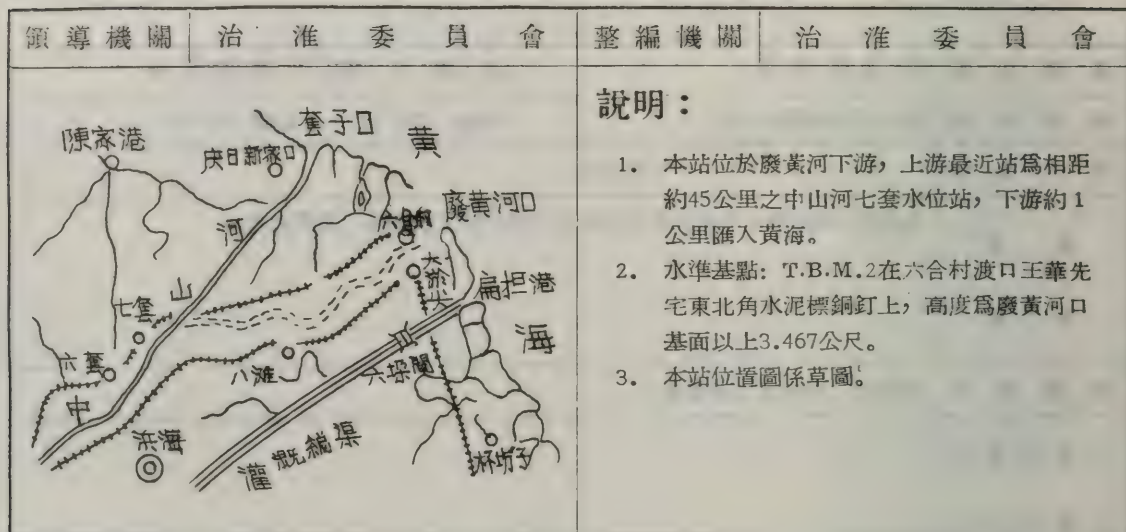 領導機關 治淮委員會 整編機關 治淮委員會
陳家港
套子口
黃
海
廢黃河口
扁担港
六垛閘
八灘
七套
六套
中山河
浜海
灌溉總渠
說明：
1. 本站位於廢黃河下游，上游最近站爲相距
約45公里之中山河七套水位站，下游約1
公里匯入黃海。
2. 水準基點：T.B.M.2在六合村渡口王華先
宅東北角水泥標銅釘上，高度爲廢黃河口
基面以上3.467公尺。
3. 本站位置圖係草圖。